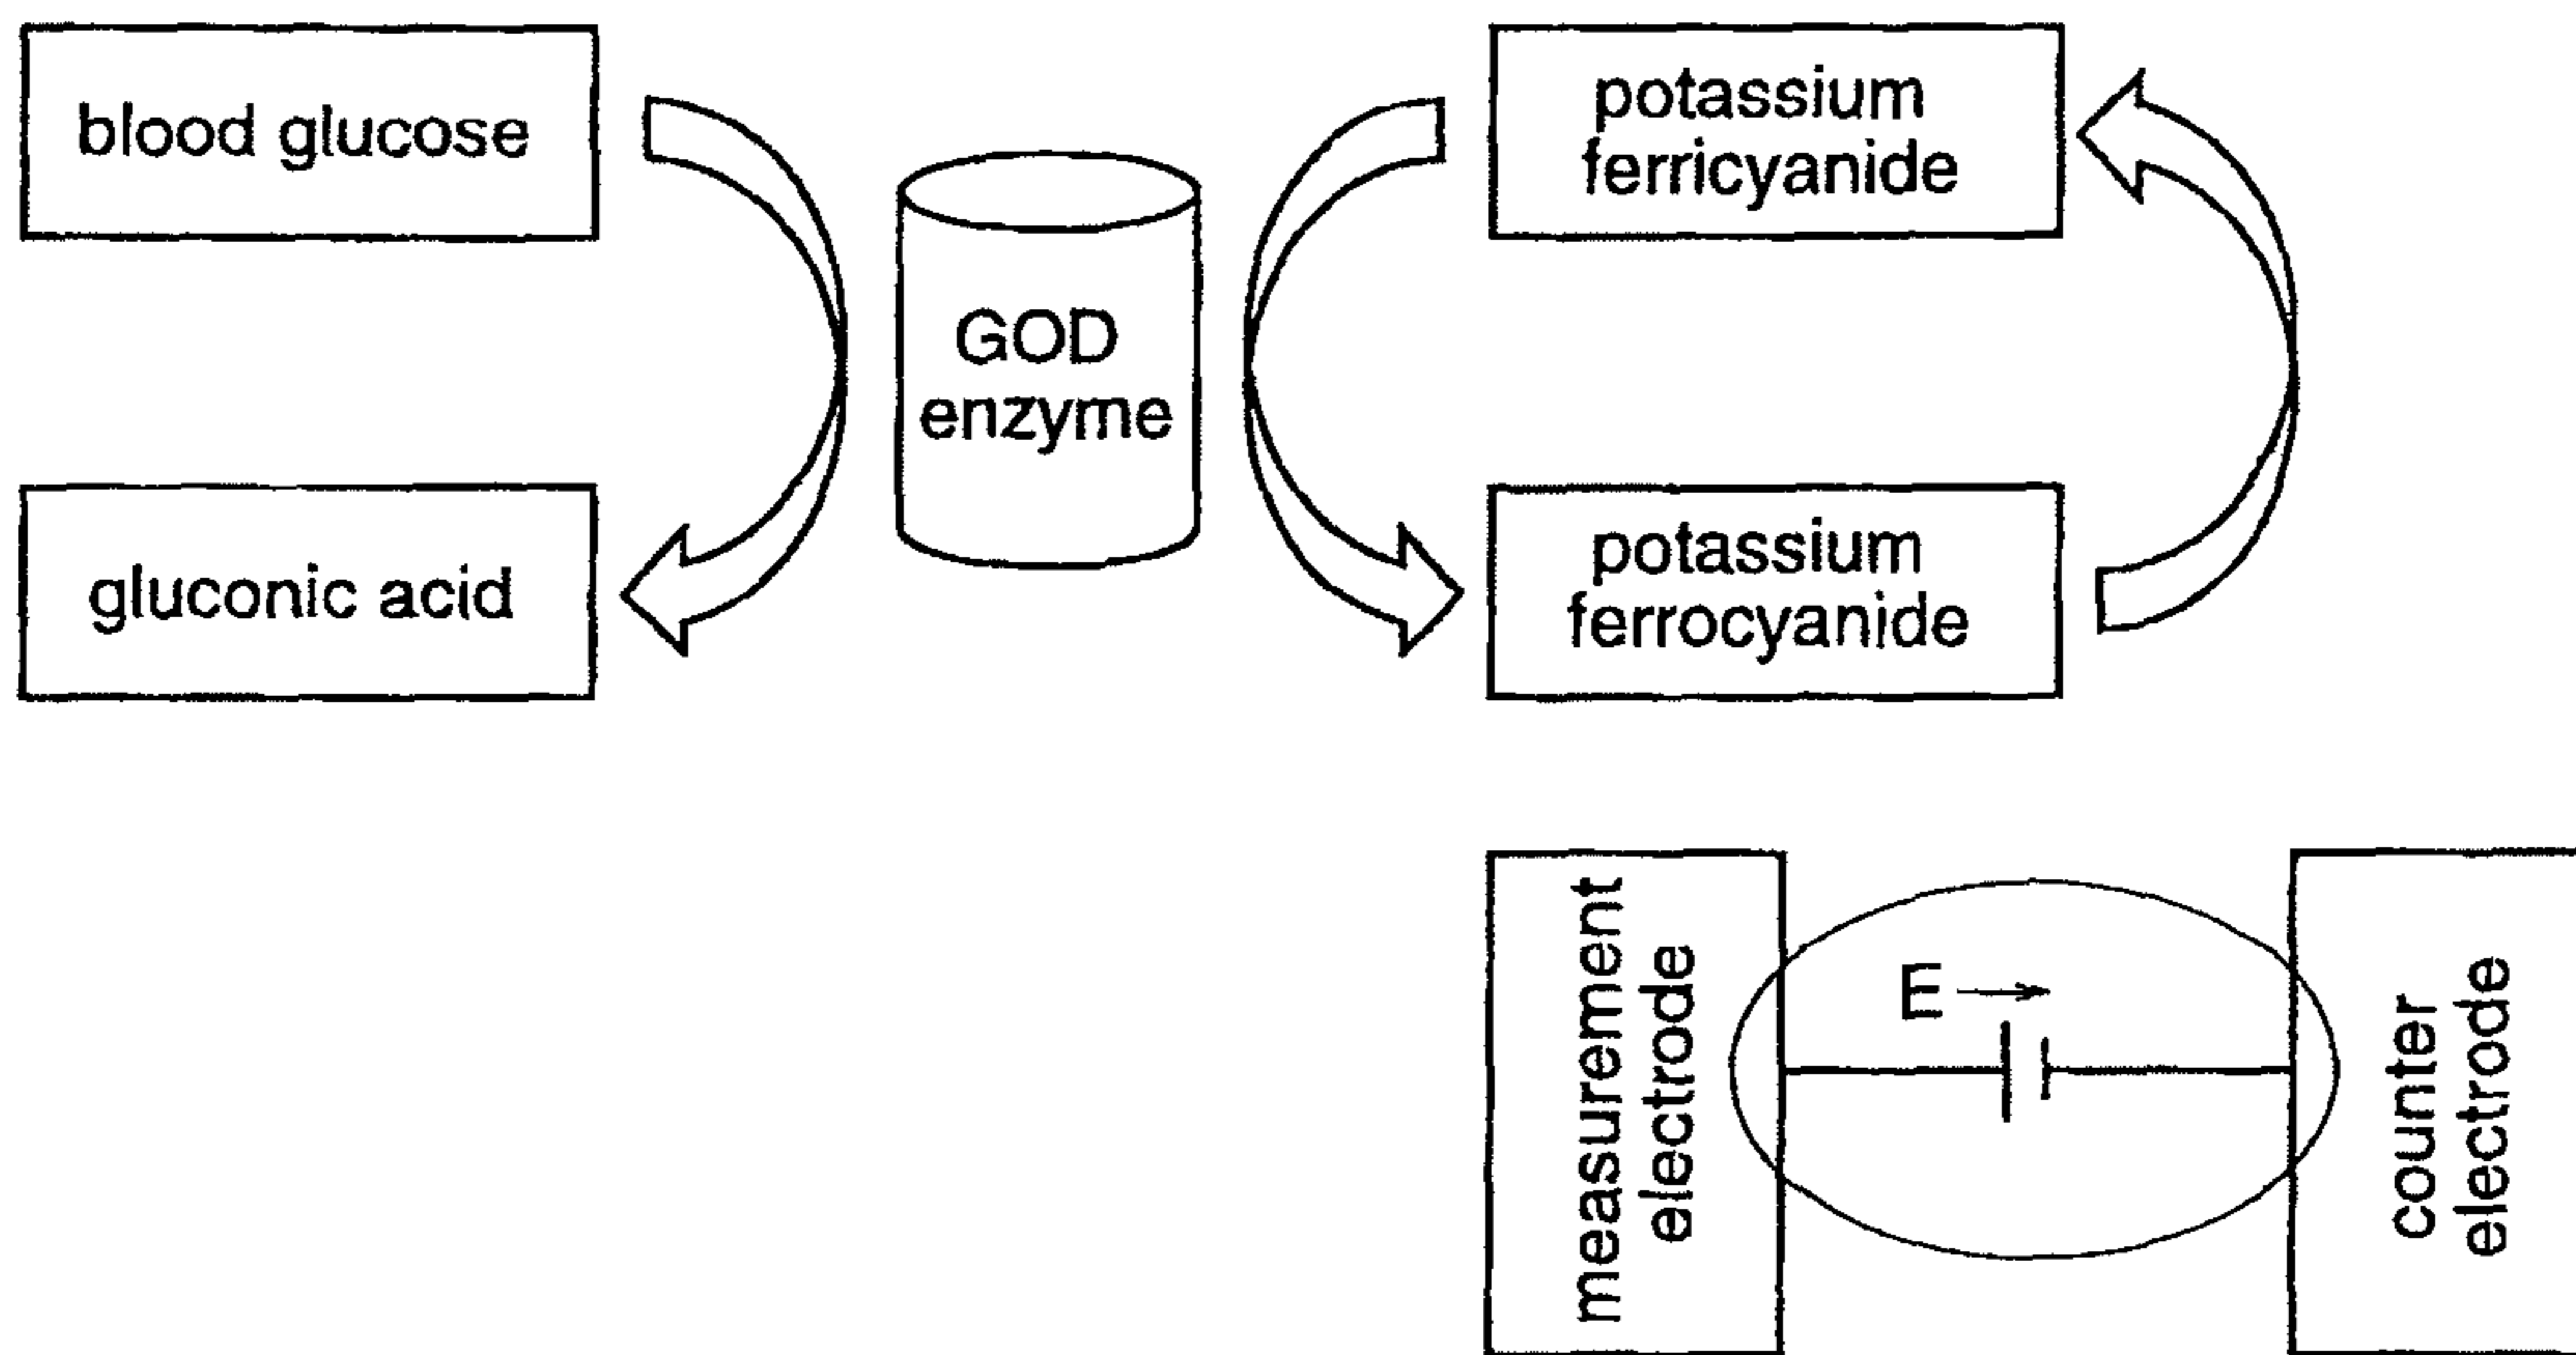 blood glucose
gluconic acid
GOD
enzyme
potassium
ferricyanide
potassium
ferrocyanide
measurement
electrode
E
counter
electrode